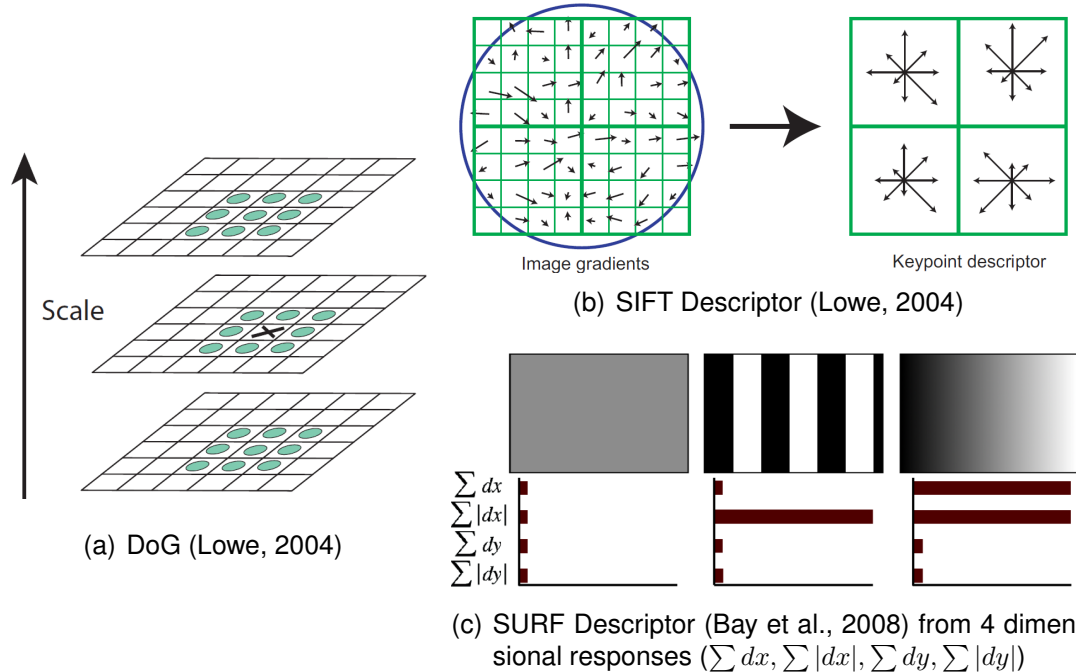 Scale
(a) DoG (Lowe, 2004)
Image gradients
Keypoint descriptor
(b) SIFT Descriptor (Lowe, 2004)
∑ dx
∑ |dx|
∑ dy
∑ |dy|
(c) SURF Descriptor (Bay et al., 2008) from 4 dimen
sional responses (∑ dx, ∑ |dx|, ∑ dy, ∑ |dy|)